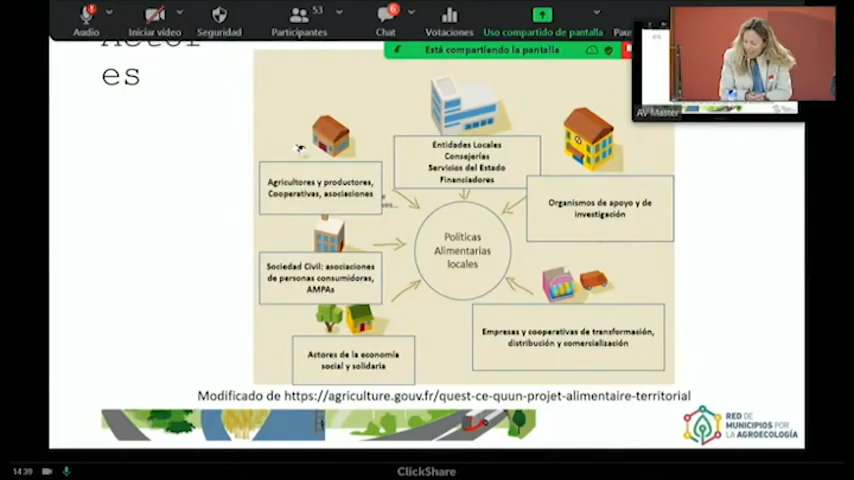 53
6
Audio
Iniciar vídeo
Seguridad
Participantes
Chat
Votaciones
Uso compartido de pantalla
Está compartiendo la pantalla
AV Master
Actor
es
Entidades Locales
Consejerías
Servicios del Estado
Financiadores
Agricultores y productores,
Cooperativas, asociaciones
Organismos de apoyo y de
investigación
Políticas
Alimentarias
locales
Sociedad Civil: asociaciones
de personas consumidoras,
AMPAs
Empresas y cooperativas de transformación,
distribución y comercialización
Actores de la economía
social y solidaria
Modificado de https://agriculture.gouv.fr/quest-ce-quun-projet-alimentaire-territorial
RED DE
MUNICIPIOS POR
LA AGROECOLOGÍA
14:39
ClickShare